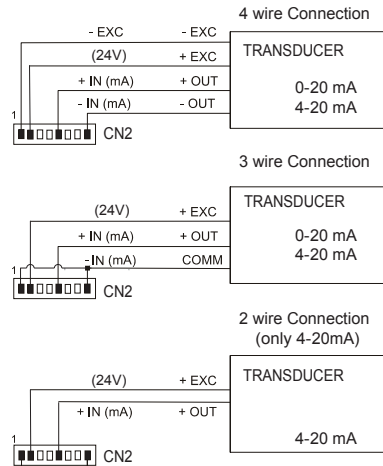 4 wire Connection
- EXC - EXC
(24V) + EXC
+ IN (mA) + OUT
- IN (mA) - OUT
TRANSDUCER
0-20 mA
4-20 mA
1
CN2
3 wire Connection
(24V) + EXC
+ IN (mA) + OUT
- IN (mA) COMM
TRANSDUCER
0-20 mA
4-20 mA
1
CN2
2 wire Connection
(only 4-20mA)
(24V) + EXC
+ IN (mA) + OUT
TRANSDUCER
4-20 mA
1
CN2